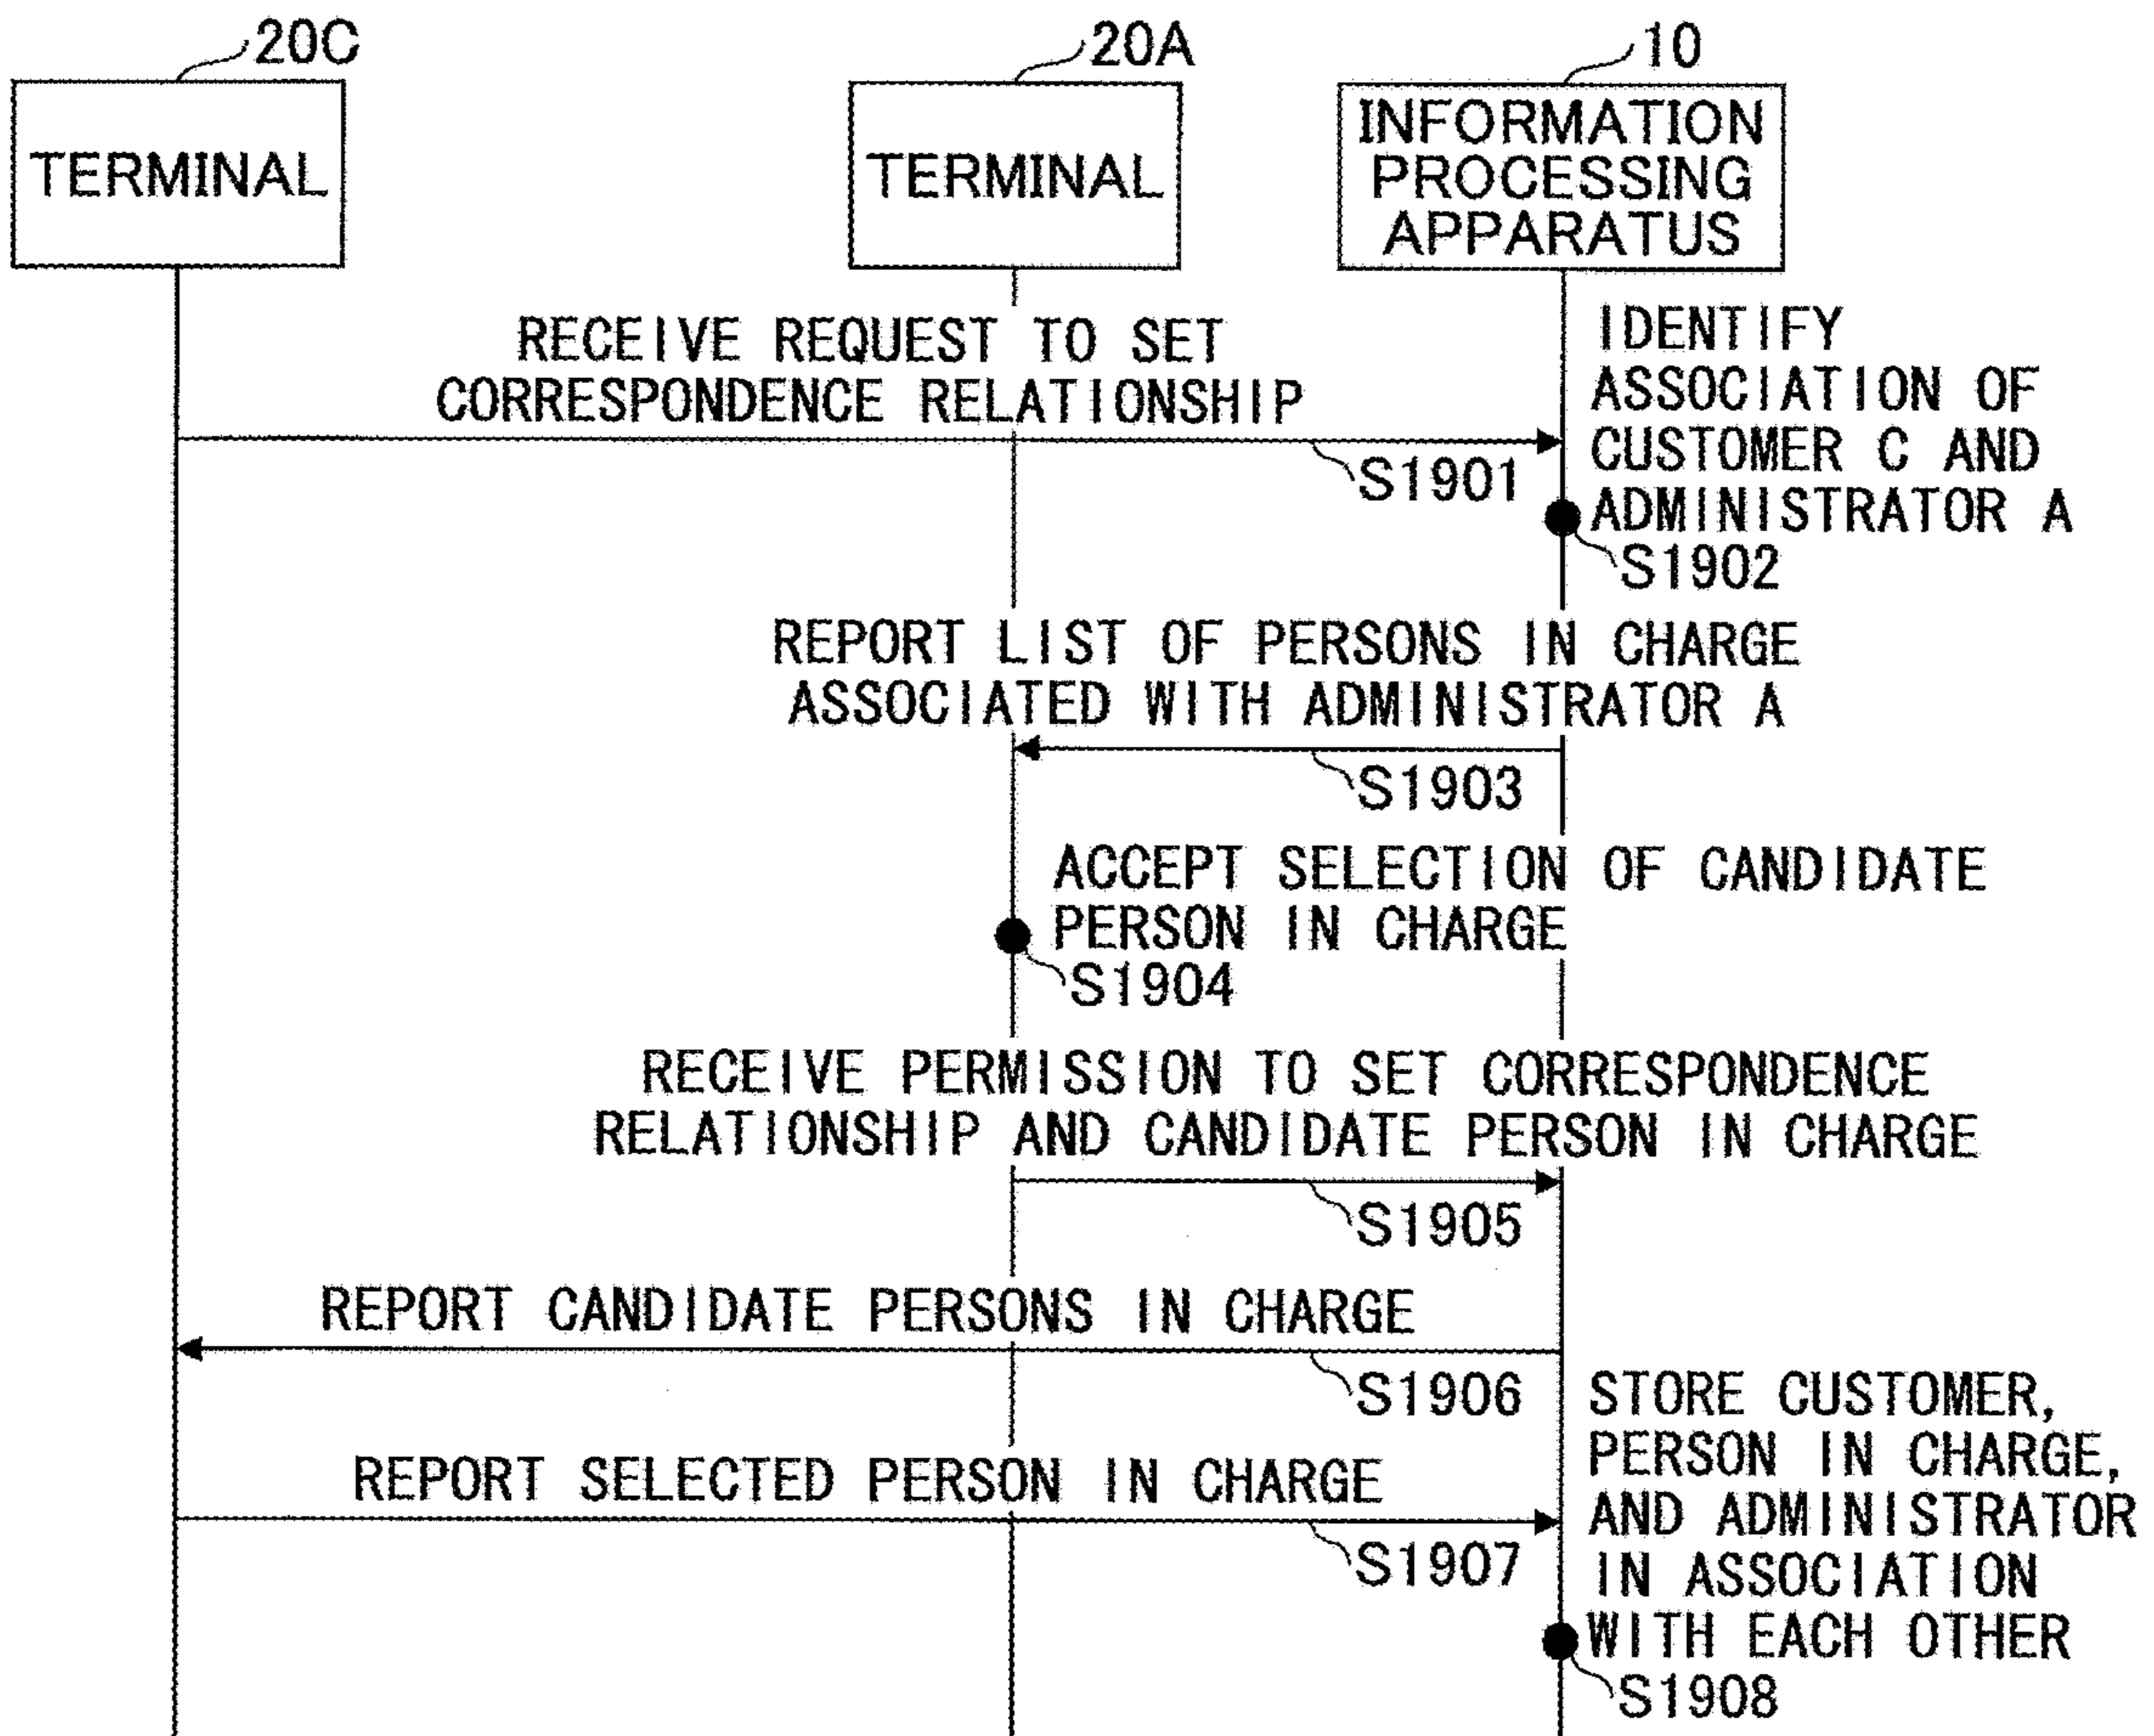 20C
20A
10
TERMINAL
TERMINAL
INFORMATION
PROCESSING
APPARATUS
RECEIVE REQUEST TO SET
CORRESPONDENCE RELATIONSHIP
S1901
IDENTIFY
ASSOCIATION OF
CUSTOMER C AND
ADMINISTRATOR A
S1902
REPORT LIST OF PERSONS IN CHARGE
ASSOCIATED WITH ADMINISTRATOR A
S1903
ACCEPT SELECTION OF CANDIDATE
PERSON IN CHARGE
S1904
RECEIVE PERMISSION TO SET CORRESPONDENCE
RELATIONSHIP AND CANDIDATE PERSON IN CHARGE
S1905
REPORT CANDIDATE PERSONS IN CHARGE
S1906
REPORT SELECTED PERSON IN CHARGE
S1907
STORE CUSTOMER,
PERSON IN CHARGE,
AND ADMINISTRATOR
IN ASSOCIATION
WITH EACH OTHER
S1908